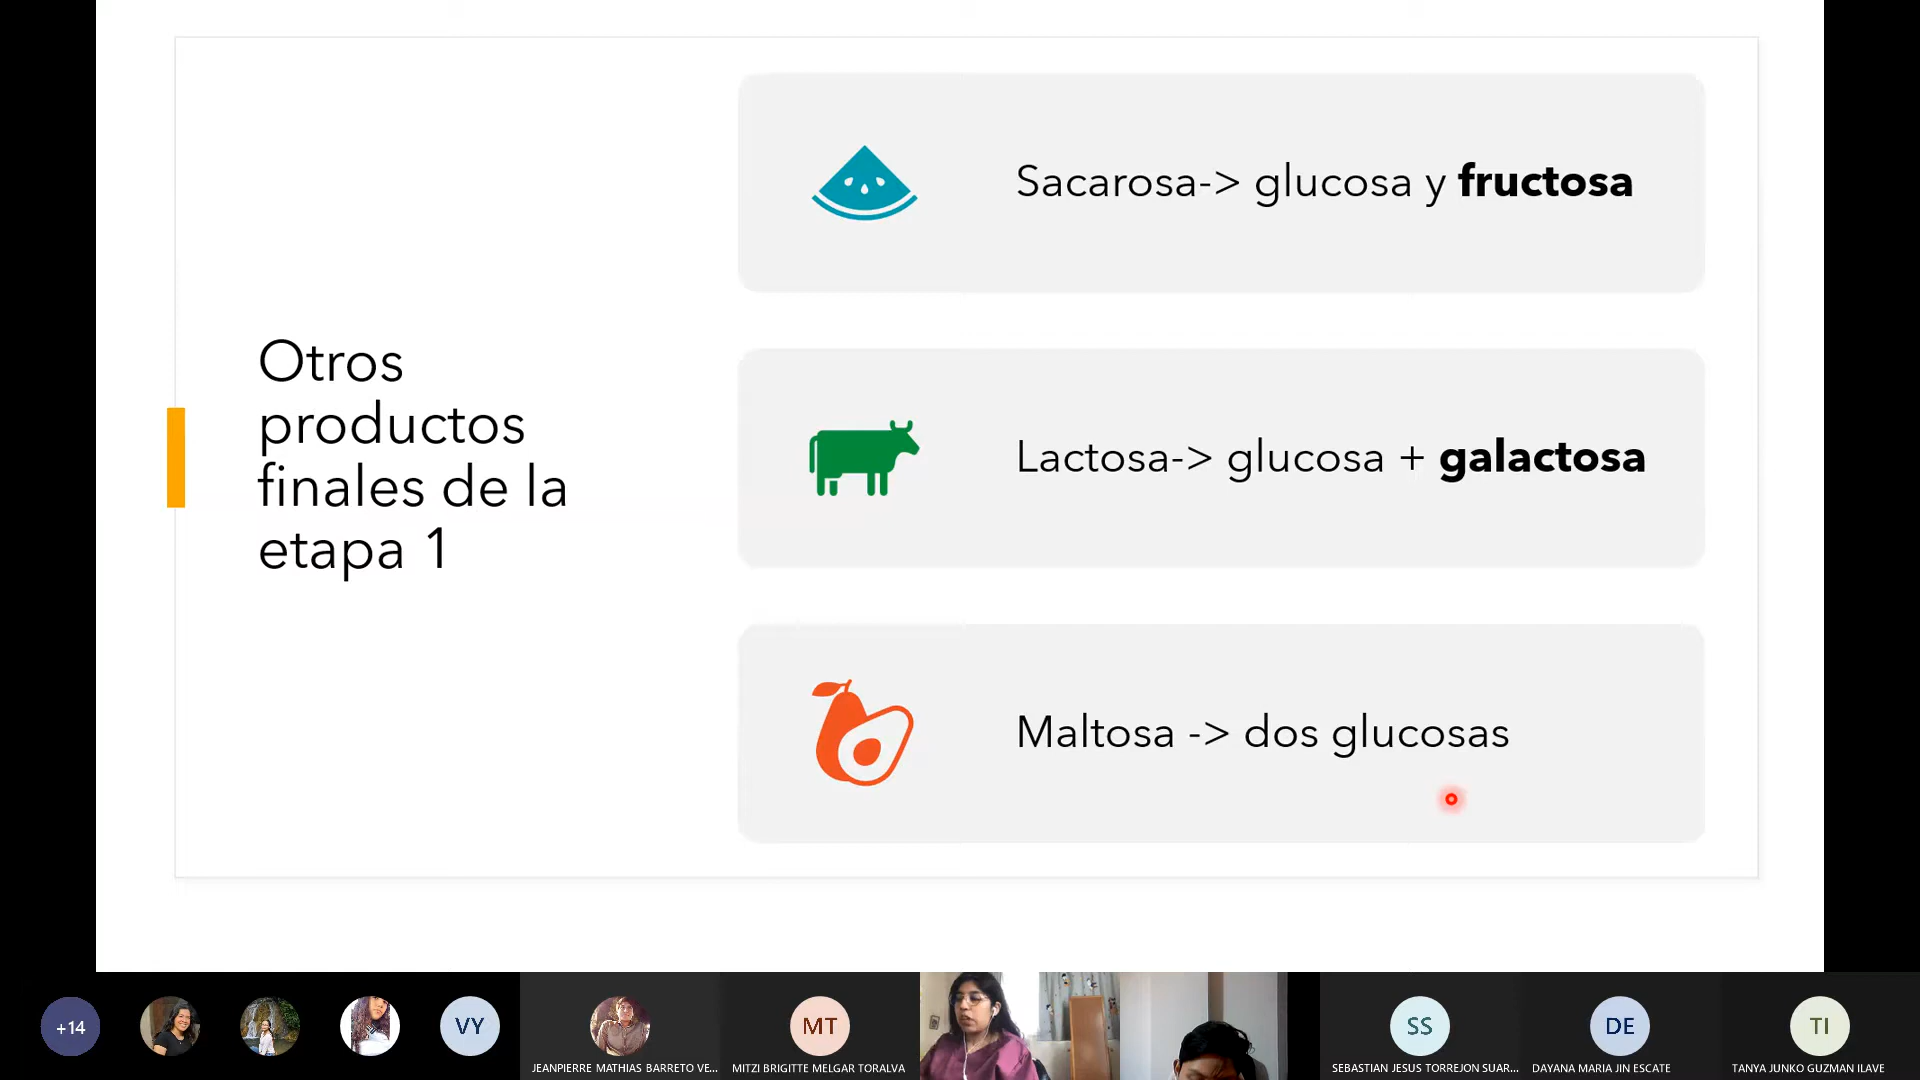 Otros
productos
finales de la
etapa 1
Sacarosa-> glucosa y fructosa
Lactosa-> glucosa + galactosa
Maltosa -> dos glucosas
+14
VY
JEANPIERRE MATHIAS BARRETO VE...
MT
MITZI BRIGITTE MELGAR TORALVA
SS
SEBASTIAN JESUS TORREJON SUAR...
DE
DAYANA MARIA JIN ESCATE
TI
TANYA JUNKO GUZMAN ILAVE